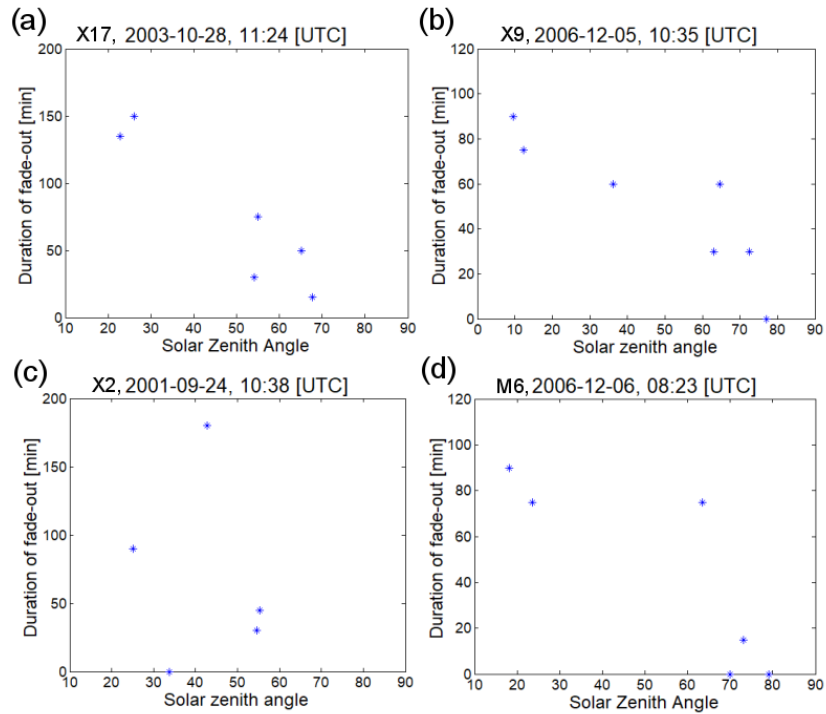 (a)
X17, 2003-10-28, 11:24 [UTC]
200
150
100
50
0
Duration of fade-out [min]
10 20 30 40 50 60 70 80 90
Solar Zenith Angle
(b)
X9, 2006-12-05, 10:35 [UTC]
120
100
80
60
40
20
0
Duration of fade-out [min]
0 10 20 30 40 50 60 70 80 90
Solar zenith angle
(c)
X2, 2001-09-24, 10:38 [UTC]
200
150
100
50
0
Duration of fade-out [min]
10 20 30 40 50 60 70 80 90
Solar zenith angle
(d)
M6, 2006-12-06, 08:23 [UTC]
120
100
80
60
40
20
0
Duration of fade-out [min]
10 20 30 40 50 60 70 80 90
Solar Zenith Angle